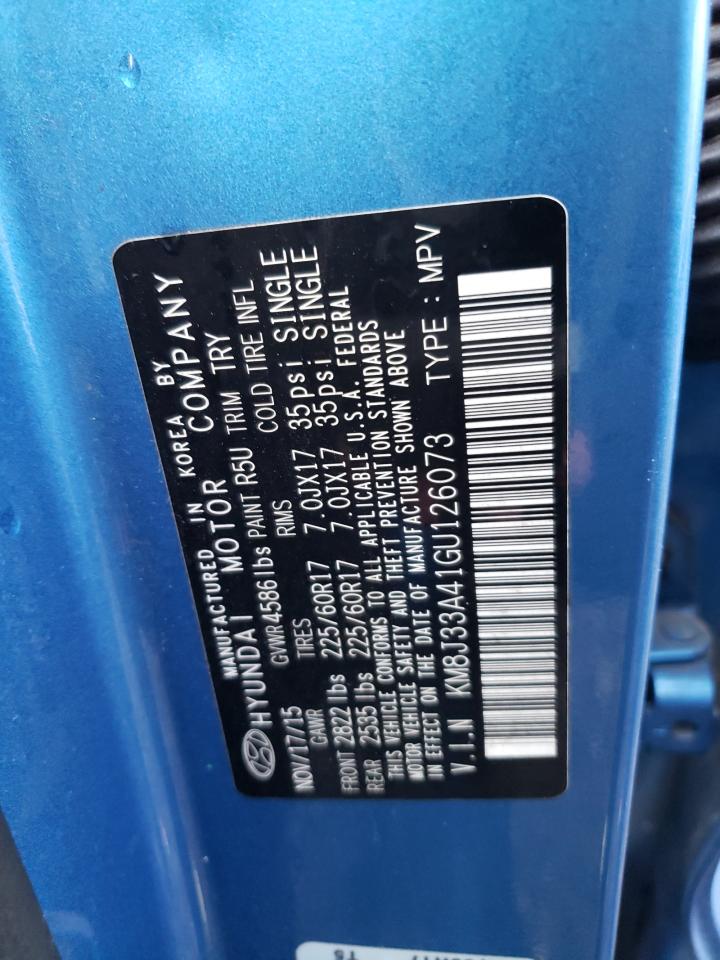 MANUFACTURED IN KOREA BY
HYUNDAI MOTOR COMPANY
NOV/17/15 GVWR 4586 lbs PAINT R5U TRIM TRY
GAWR TIRES RIMS COLD TIRE INFL
FRONT 2822 lbs 225/60R17 7.0JX17 35psi SINGLE
REAR 2535 lbs 225/60R17 7.0JX17 35psi SINGLE
THIS VEHICLE CONFORMS TO ALL APPLICABLE U.S.A. FEDERAL
MOTOR VEHICLE SAFETY AND THEFT PREVENTION STANDARDS
IN EFFECT ON THE DATE OF MANUFACTURE SHOWN ABOVE
V.I.N KM8J33A41GU126073 TYPE : MPV